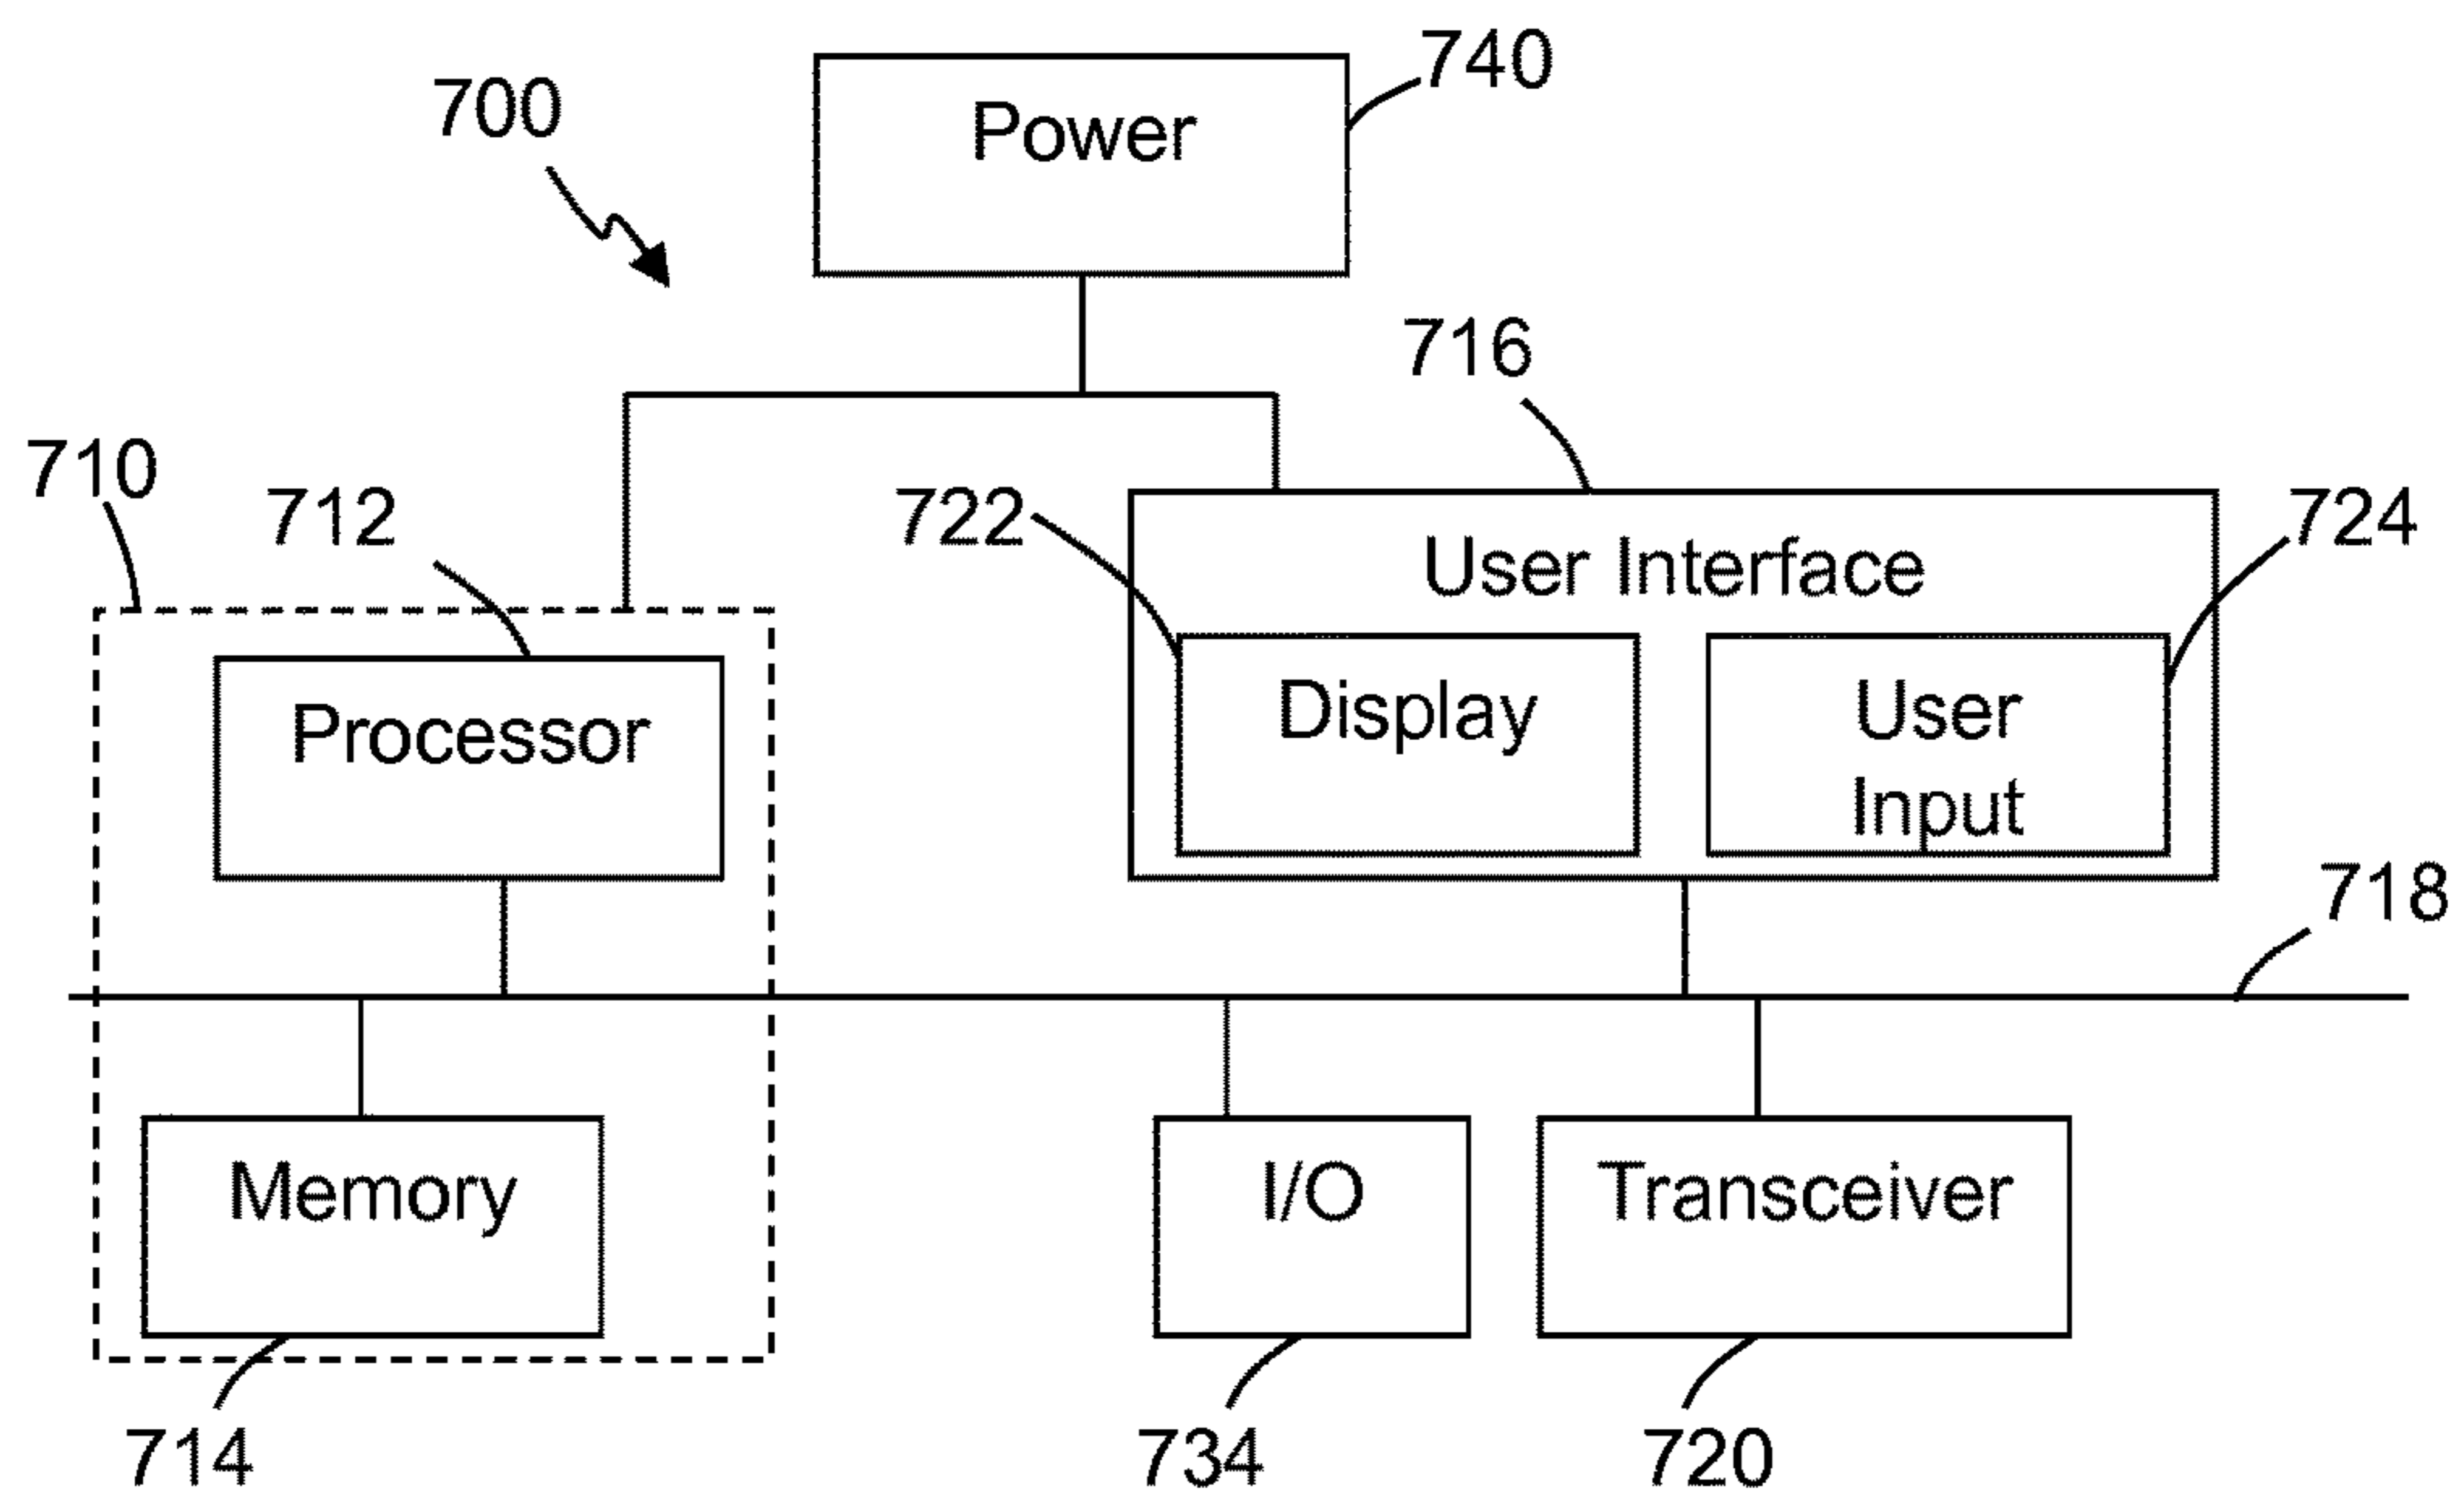 740
700
Power
716
710
712
722
724
User Interface
Processor
Display
User
Input
718
Memory
I/O
Transceiver
714
734
720